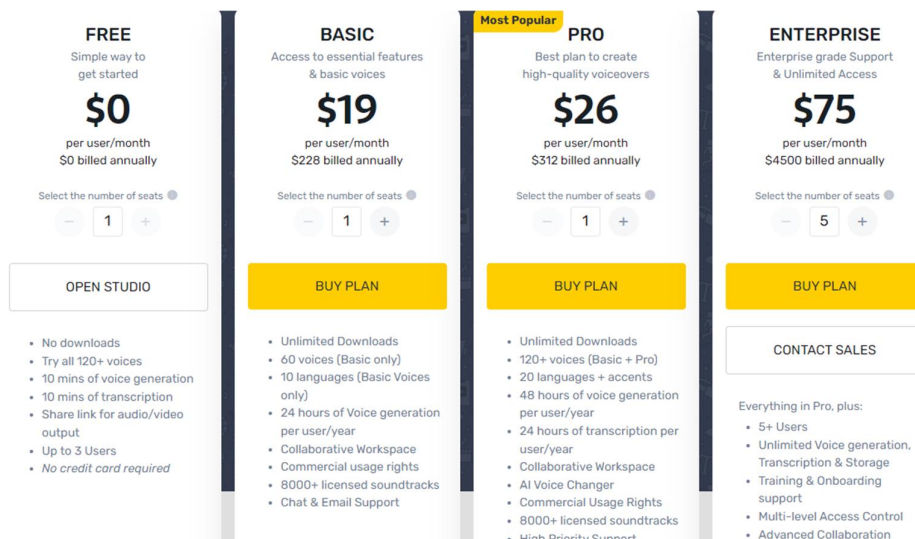 FREE
Simple way to
get started
$0
per user/month
$0 billed annually
Select the number of seats
− 1 +
OPEN STUDIO
• No downloads
• Try all 120+ voices
• 10 mins of voice generation
• 10 mins of transcription
• Share link for audio/video
output
• Up to 3 Users
• No credit card required
BASIC
Access to essential features
& basic voices
$19
per user/month
$228 billed annually
Select the number of seats
− 1 +
BUY PLAN
• Unlimited Downloads
• 60 voices (Basic only)
• 10 languages (Basic Voices
only)
• 24 hours of Voice generation
per user/year
• Collaborative Workspace
• Commercial usage rights
• 8000+ licensed soundtracks
• Chat & Email Support
Most Popular
PRO
Best plan to create
high-quality voiceovers
$26
per user/month
$312 billed annually
Select the number of seats
− 1 +
BUY PLAN
• Unlimited Downloads
• 120+ voices (Basic + Pro)
• 20 languages + accents
• 48 hours of voice generation
per user/year
• 24 hours of transcription per
user/year
• Collaborative Workspace
• AI Voice Changer
• Commercial Usage Rights
• 8000+ licensed soundtracks
• High Priority Support
ENTERPRISE
Enterprise grade Support
& Unlimited Access
$75
per user/month
$4500 billed annually
Select the number of seats
− 5 +
BUY PLAN
CONTACT SALES
Everything in Pro, plus:
• 5+ Users
• Unlimited Voice generation,
Transcription & Storage
• Training & Onboarding
support
• Multi-level Access Control
• Advanced Collaboration